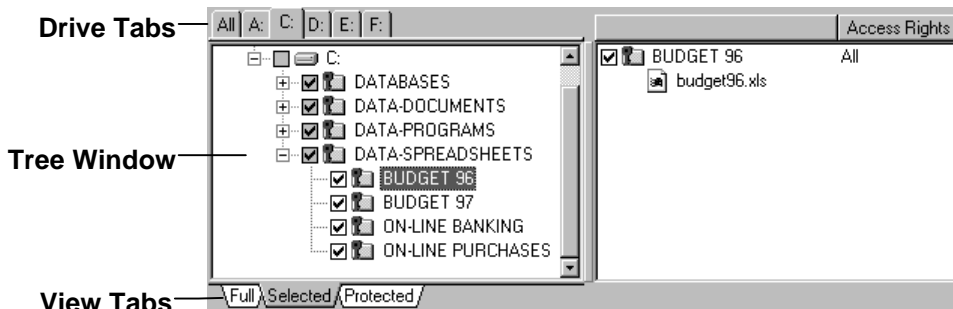 Drive Tabs
All A: C: D: E: F:
Access Rights
C:
DATABASES
DATA-DOCUMENTS
DATA-PROGRAMS
Tree Window
DATA-SPREADSHEETS
BUDGET 96
BUDGET 97
ON-LINE BANKING
ON-LINE PURCHASES
BUDGET 96 All
budget96.xls
View Tabs
Full Selected Protected